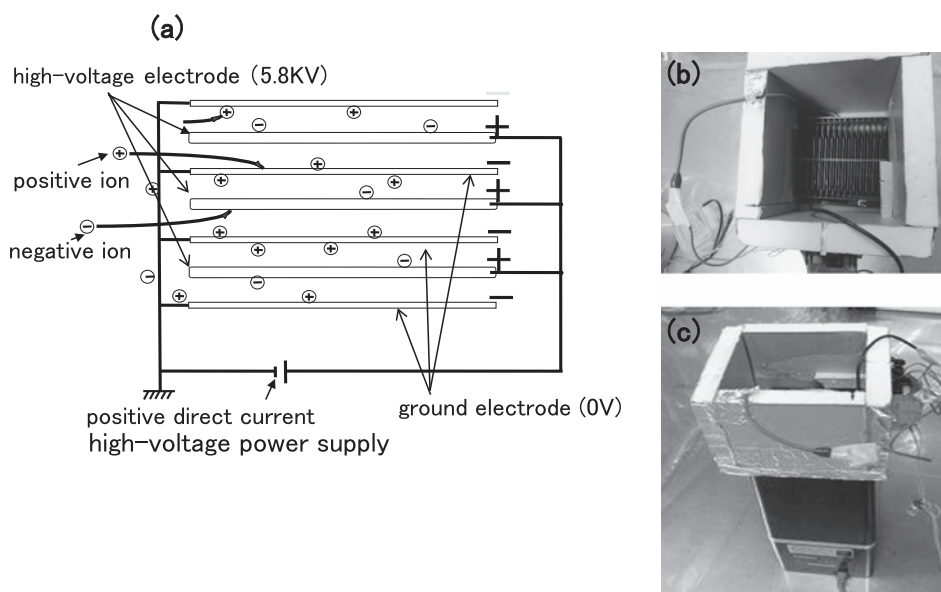 (a)
high-voltage electrode (5.8KV)
positive ion
negative ion
positive direct current
high-voltage power supply
ground electrode (0V)
(b)
(c)